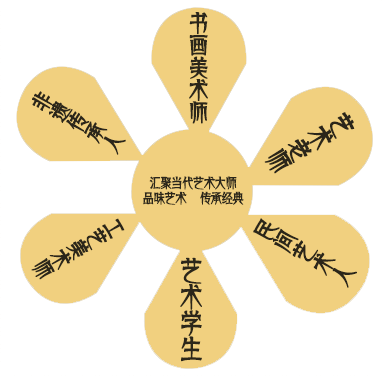 书画美术师
艺术老师
民间艺术人
艺术学生
工艺美术师
非遗传承人
汇聚当代艺术大师
品味艺术 传承经典